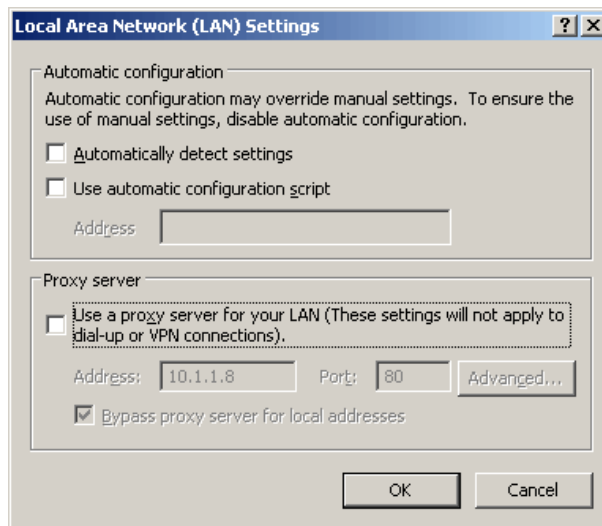 Local Area Network (LAN) Settings
Automatic configuration
Automatic configuration may override manual settings. To ensure the
use of manual settings, disable automatic configuration.
Automatically detect settings
Use automatic configuration script
Address
Proxy server
Use a proxy server for your LAN (These settings will not apply to
dial-up or VPN connections).
Address: 10.1.1.8 Port: 80 Advanced...
Bypass proxy server for local addresses
OK Cancel